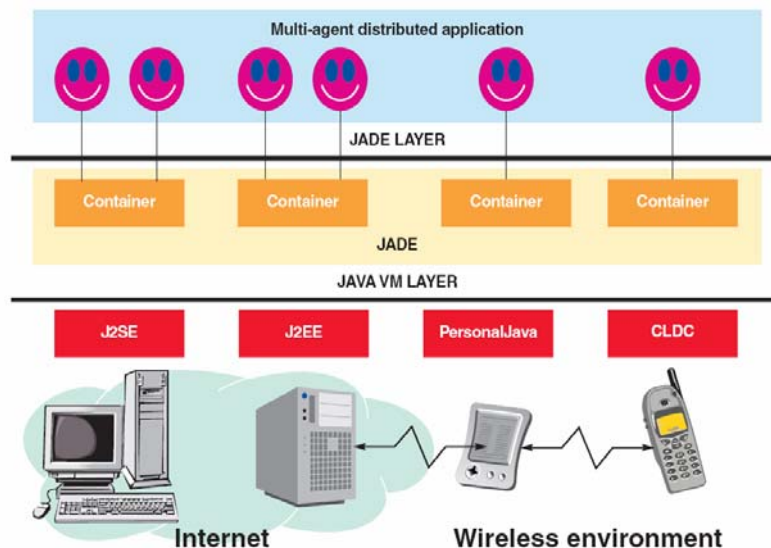 Multi-agent distributed application
JADE LAYER
Container
Container
Container
Container
JADE
JAVA VM LAYER
J2SE
J2EE
PersonalJava
CLDC
Internet
Wireless environment